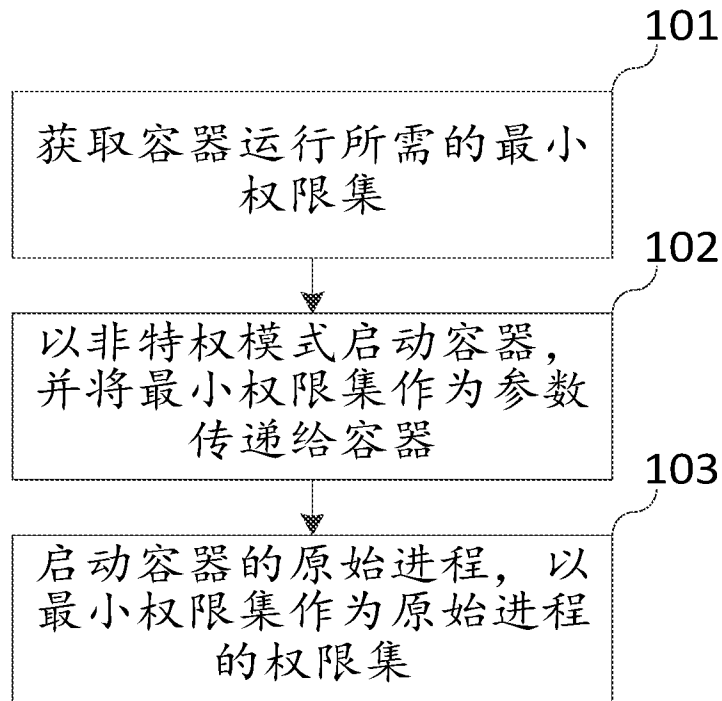 101
获取容器运行所需的最小
权限集
102
以非特权模式启动容器，
并将最小权限集作为参数
传递给容器
103
启动容器的原始进程，以
最小权限集作为原始进程
的权限集